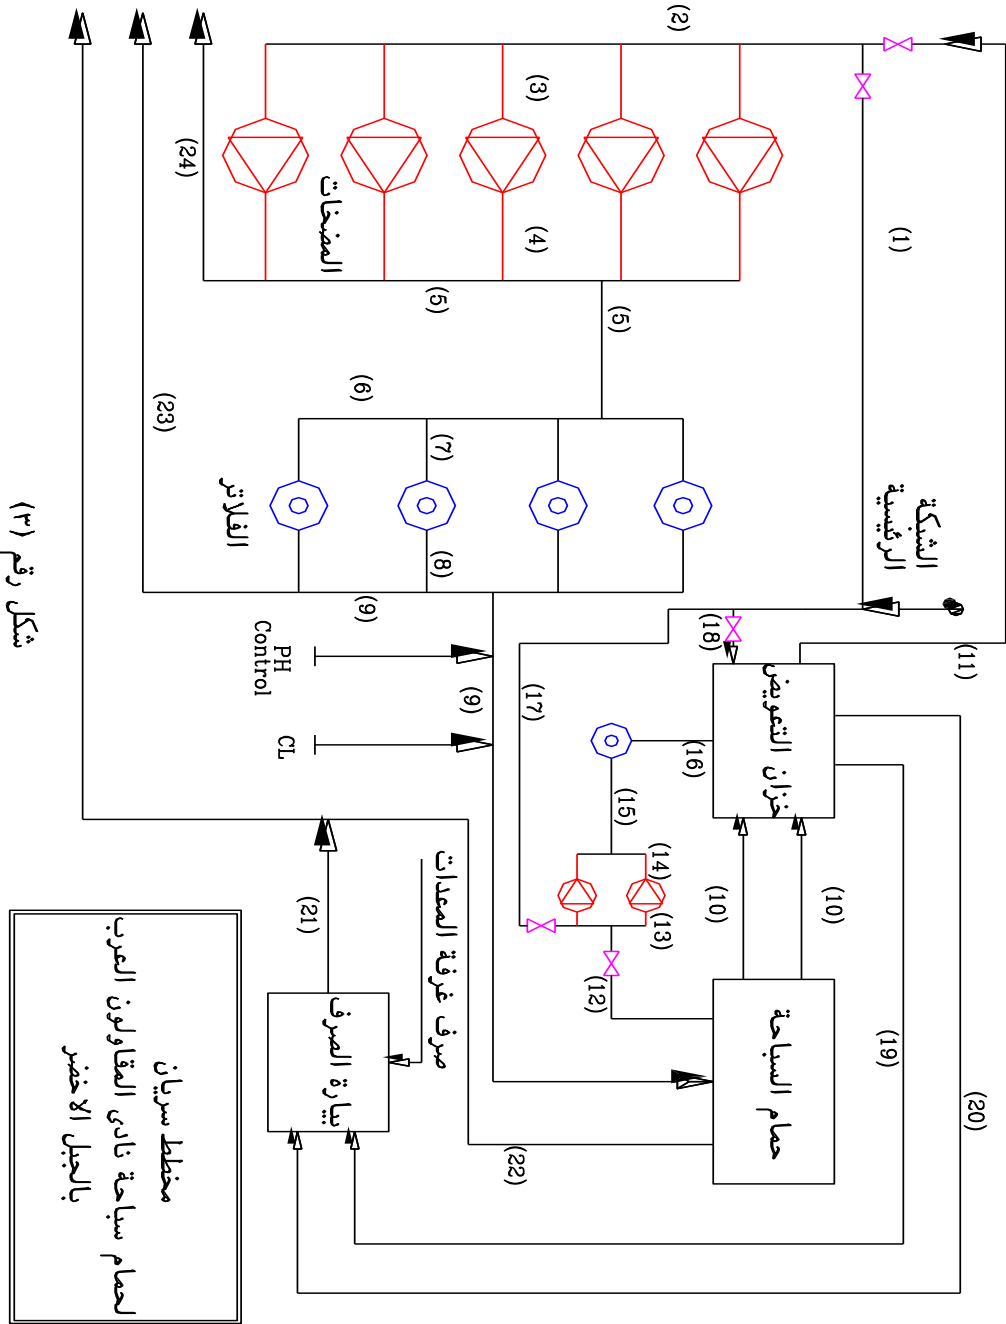 (1)
(2)
(3)
(4)
(5)
(5)
(6)
(7)
(8)
(9)
(9)
(10)
(10)
(11)
(12)
(13)
(14)
(15)
(16)
(17)
(18)
(19)
(20)
(21)
(22)
(23)
(24)
المضخات
الفلاتر
الشبكة
الرئيسية
خزان التعويض
حمام السباحة
PH
Control
CL
صرف غرفة المعدات
بيارة الصرف
مخطط سريان
لحمام سباحة نادى المقاولون العرب
بالجبل الاخضر
شكل رقم (٣)